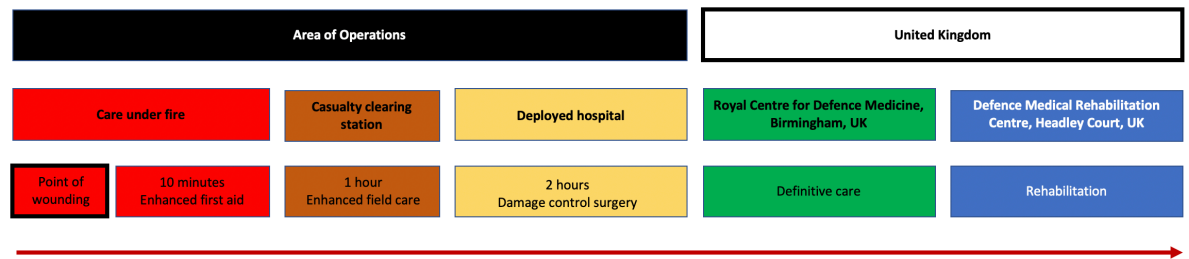 Area of Operations
United Kingdom
Care under fire
Casualty clearing
station
Deployed hospital
Royal Centre for Defence Medicine,
Birmingham, UK
Defence Medical Rehabilitation
Centre, Headley Court, UK
Point of
wounding
10 minutes
Enhanced first aid
1 hour
Enhanced field care
2 hours
Damage control surgery
Definitive care
Rehabilitation